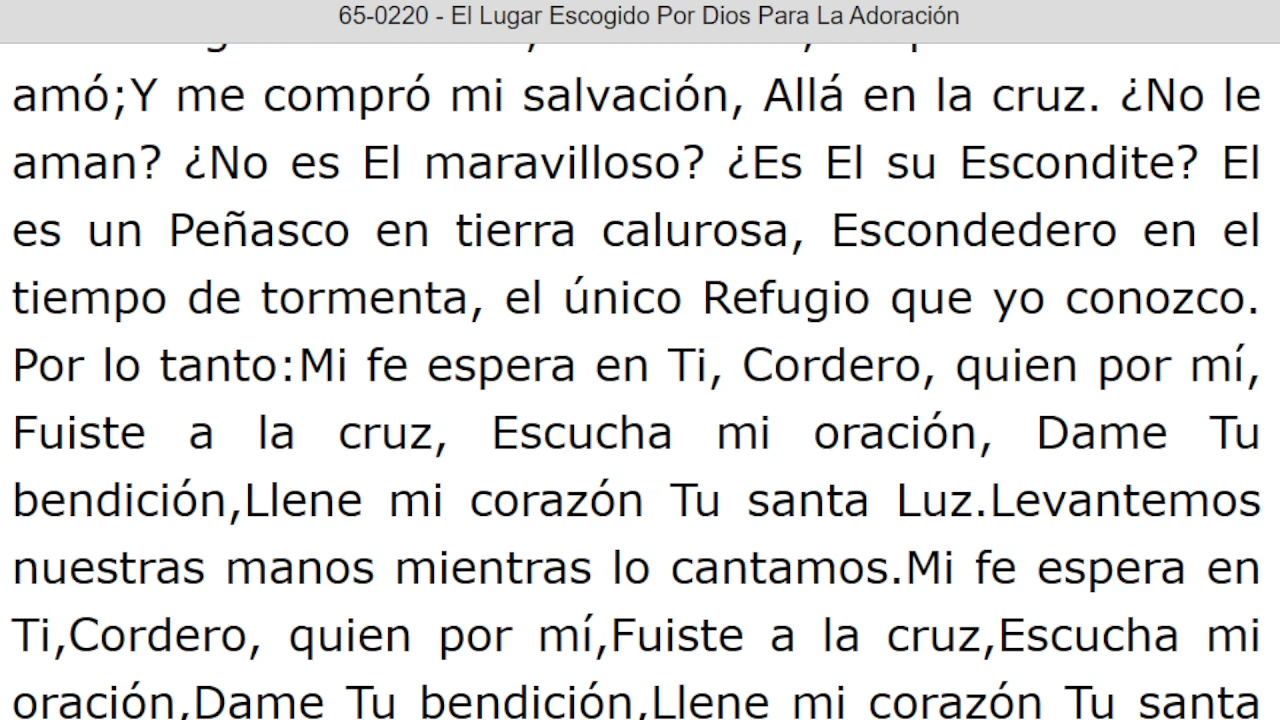 65-0220 - El Lugar Escogido Por Dios Para La Adoración
amó;Y me compró mi salvación, Allá en la cruz. ¿No le
aman? ¿No es El maravilloso? ¿Es El su Escondite? El
es un Peñasco en tierra calurosa, Escondedero en el
tiempo de tormenta, el único Refugio que yo conozco.
Por lo tanto:Mi fe espera en Ti, Cordero, quien por mí,
Fuiste a la cruz, Escucha mi oración, Dame Tu
bendición,Llene mi corazón Tu santa Luz.Levantemos
nuestras manos mientras lo cantamos.Mi fe espera en
Ti,Cordero, quien por mí,Fuiste a la cruz,Escucha mi
oración,Dame Tu bendición,Llene mi corazón Tu santa